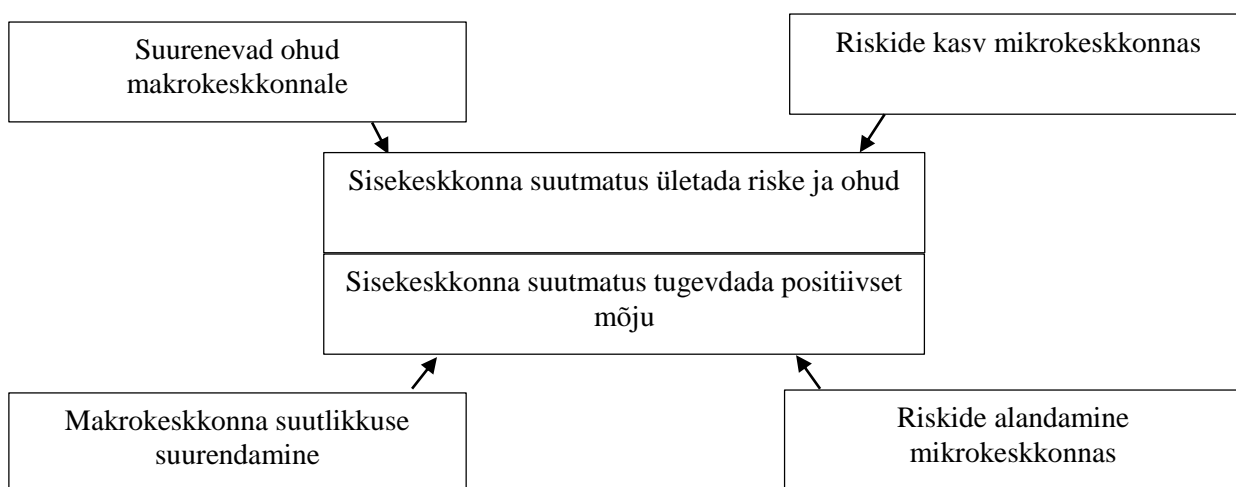 Suurenevad ohud
makrokeskkonnale
Riskide kasv mikrokeskkonnas
Sisekeskkonna suutmatus ületada riske ja ohud
Sisekeskkonna suutmatus tugevdada positiivset
mõju
Makrokeskkonna suutlikkuse
suurendamine
Riskide alandamine
mikrokeskkonnas